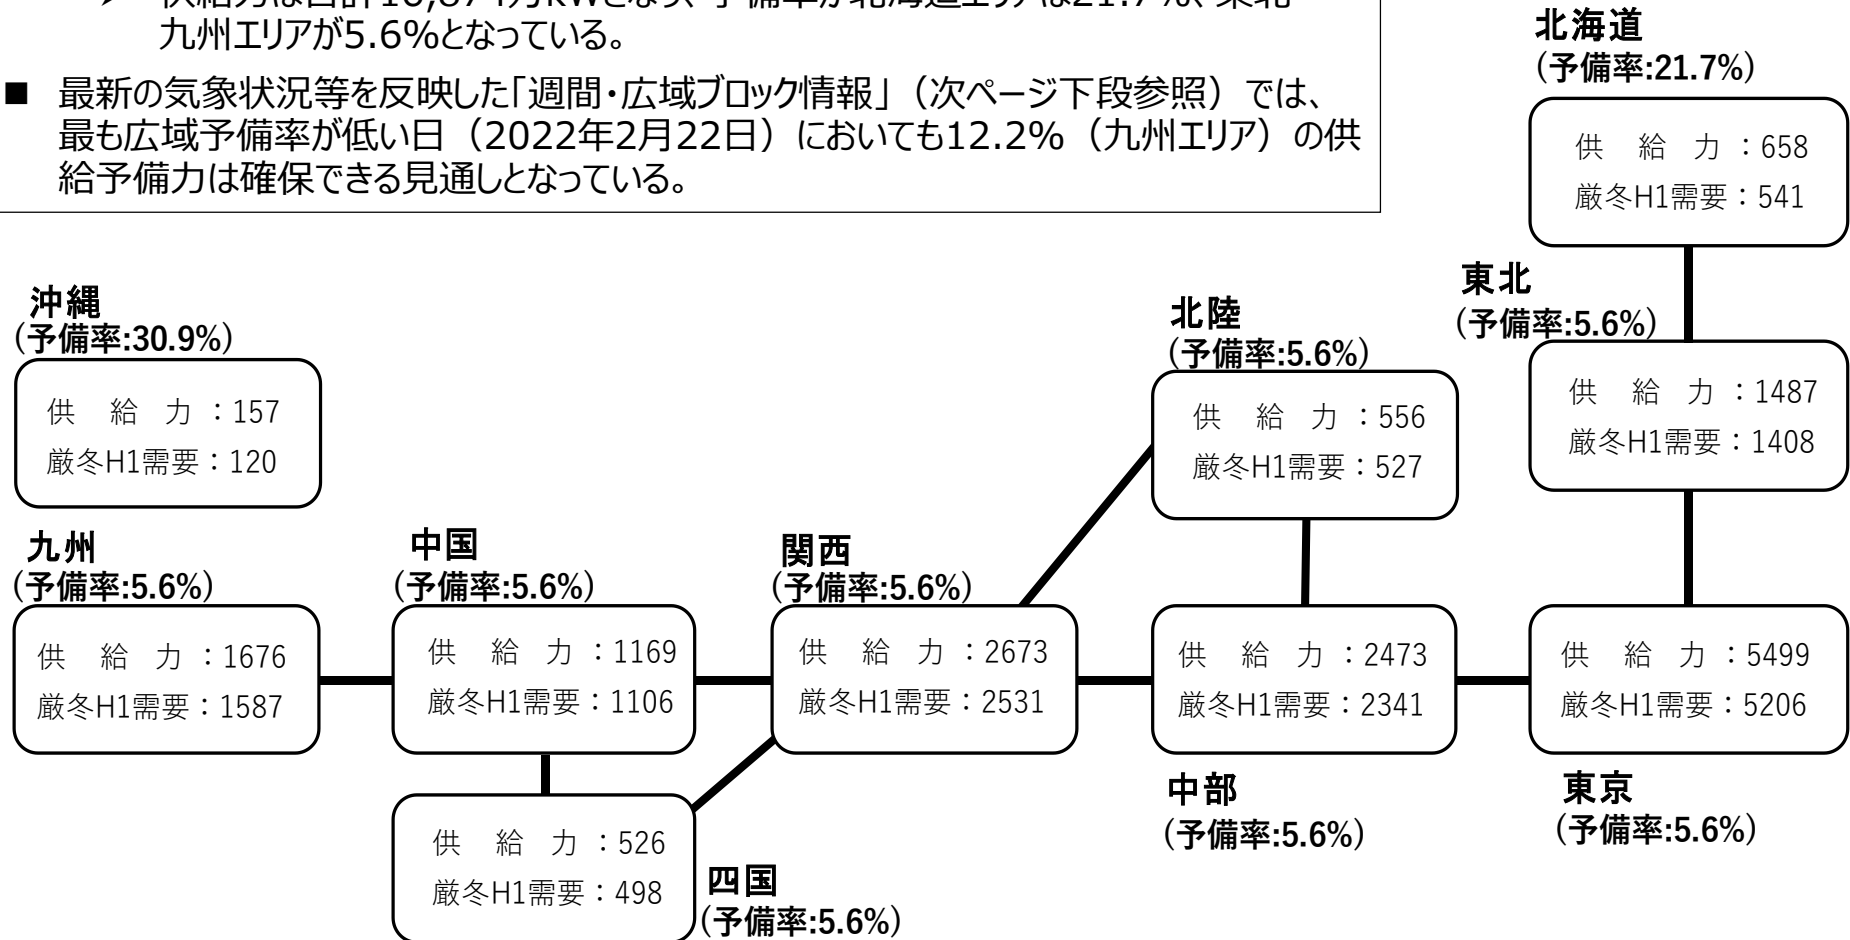 九州エリアが5.6%となっている。
■ 最新の気象状況等を反映した「週間・広域ブロック情報」（次ページ下段参照）では、
最も広域予備率が低い日（2022年2月22日）においても12.2%（九州エリア）の供
給予備力は確保できる見通しとなっている。
北海道
(予備率:21.7%)
供 給 力：658
厳冬H1需要：541
東北
(予備率:5.6%)
供 給 力：1487
厳冬H1需要：1408
沖縄
(予備率:30.9%)
供 給 力：157
厳冬H1需要：120
北陸
(予備率:5.6%)
供 給 力：556
厳冬H1需要：527
九州
(予備率:5.6%)
供 給 力：1676
厳冬H1需要：1587
中国
(予備率:5.6%)
供 給 力：1169
厳冬H1需要：1106
関西
(予備率:5.6%)
供 給 力：2673
厳冬H1需要：2531
供 給 力：2473
厳冬H1需要：2341
中部
(予備率:5.6%)
供 給 力：5499
厳冬H1需要：5206
東京
(予備率:5.6%)
供 給 力：526
厳冬H1需要：498
四国
(予備率:5.6%)